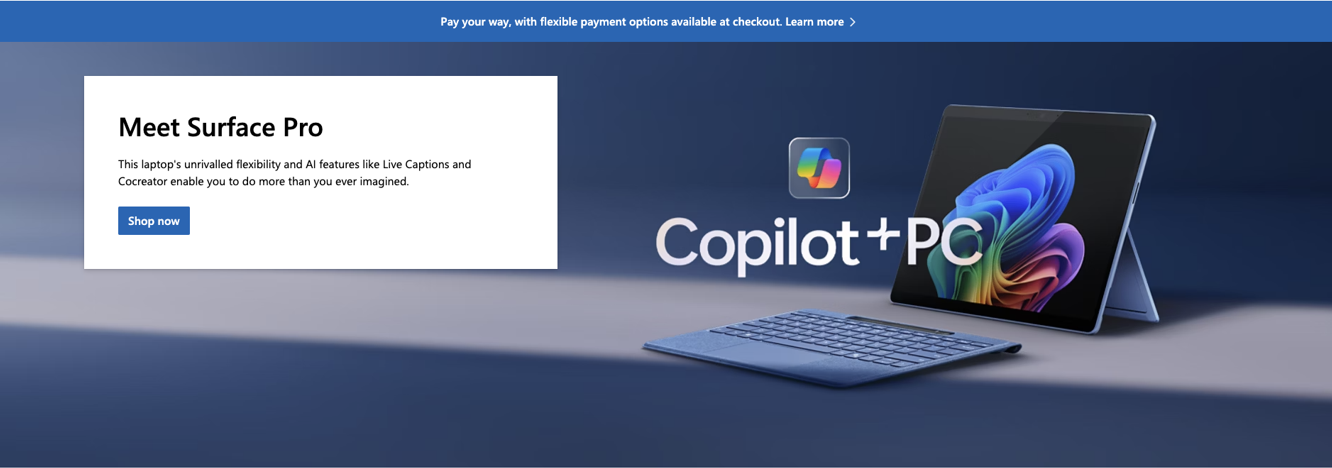 Pay your way, with flexible payment options available at checkout. Learn more
Meet Surface Pro
This laptop's unrivalled flexibility and AI features like Live Captions and
Cocreator enable you to do more than you ever imagined.
Shop now
Copilot+PC